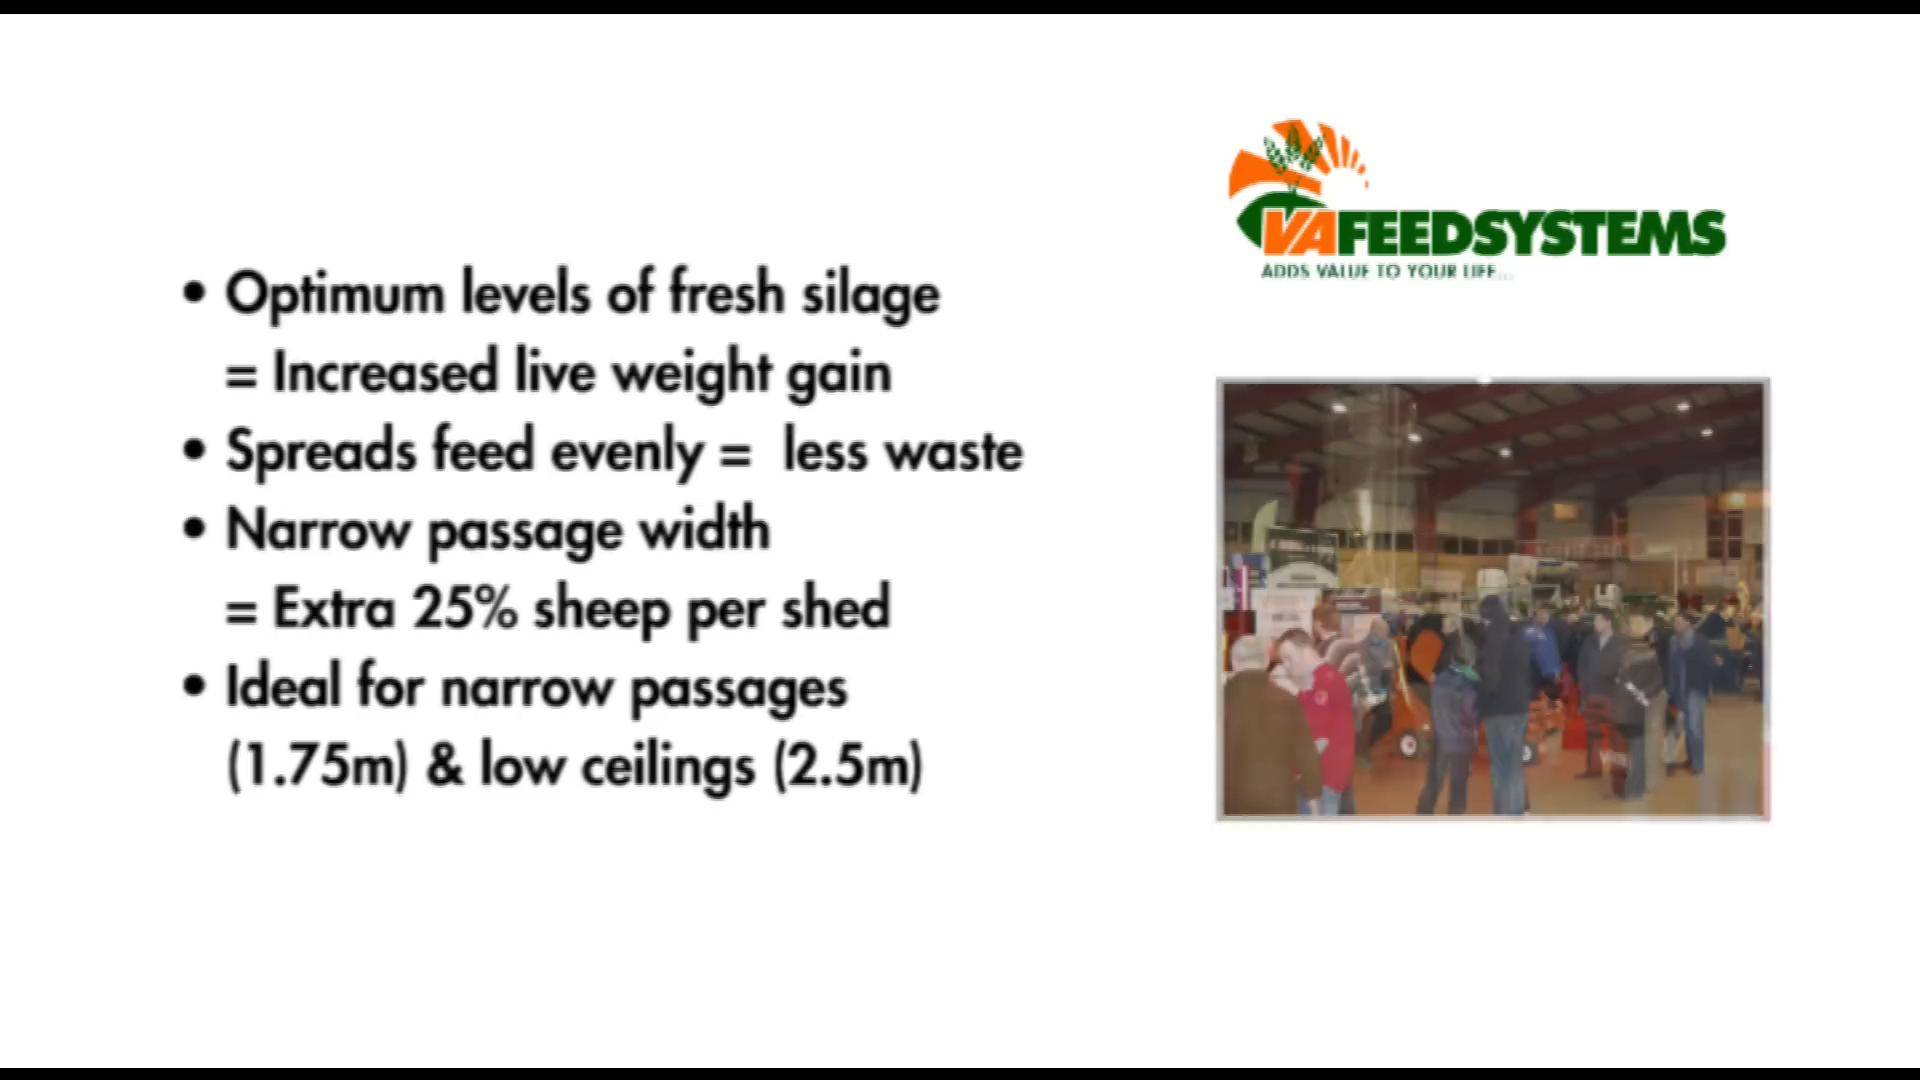 • Optimum levels of fresh silage
= Increased live weight gain
• Spreads feed evenly = less waste
• Narrow passage width
= Extra 25% sheep per shed
• Ideal for narrow passages
(1.75m) & low ceilings (2.5m)
VAFEEDSYSTEMS
ADDS VALUE TO YOUR LIFE...